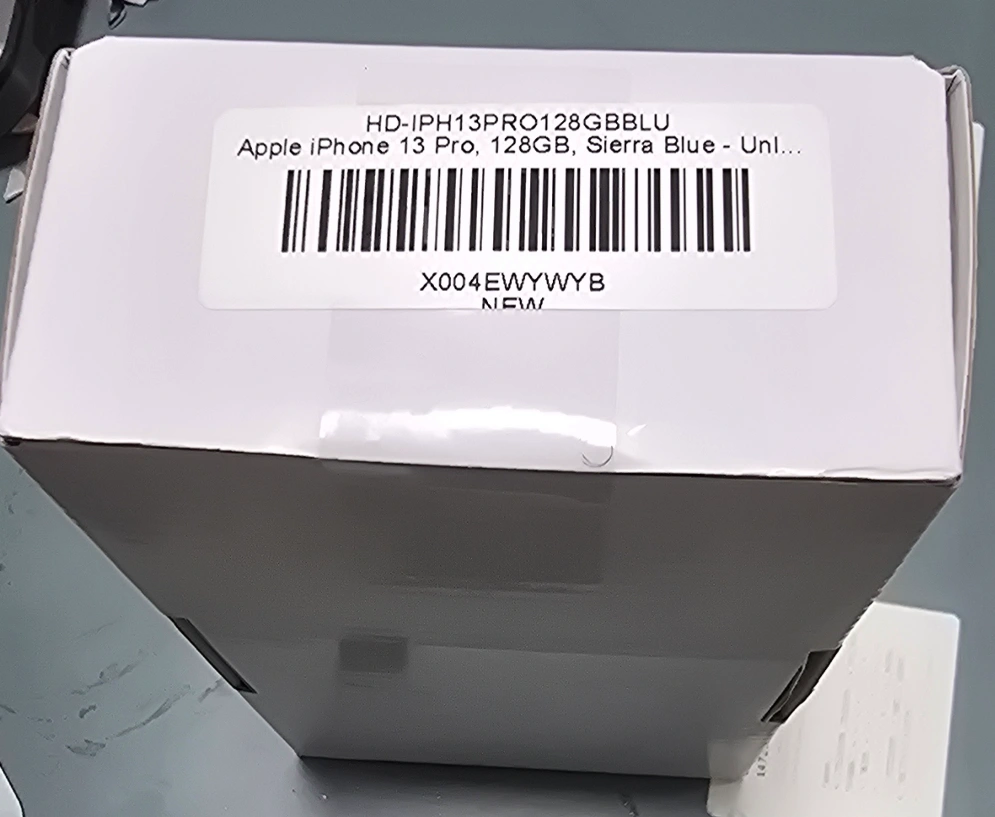 HD-IPH13PRO128GBBLU
Apple iPhone 13 Pro, 128GB, Sierra Blue - Unl...
X004EWYWYB
NEW